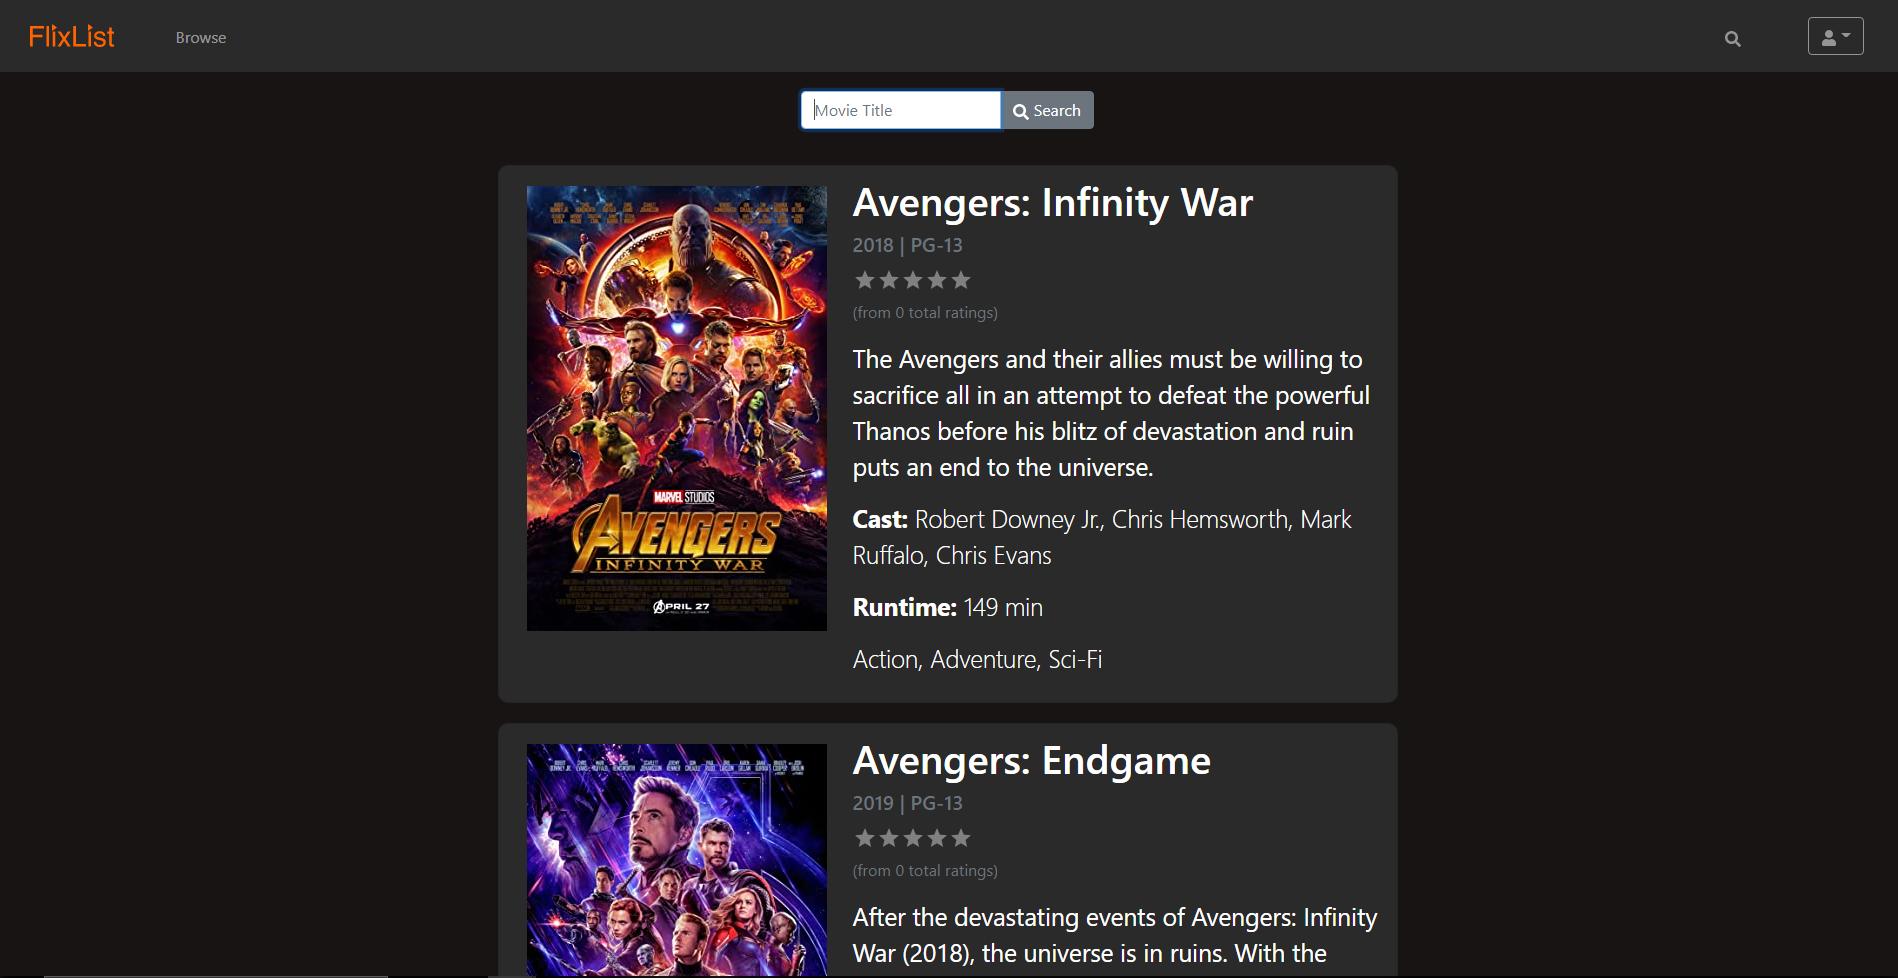 FlixList
Browse
Movie Title
Search
Avengers: Infinity War
2018 | PG-13
(from 0 total ratings)
The Avengers and their allies must be willing to
sacrifice all in an attempt to defeat the powerful
Thanos before his blitz of devastation and ruin
puts an end to the universe.
Cast: Robert Downey Jr., Chris Hemsworth, Mark
Ruffalo, Chris Evans
Runtime: 149 min
Action, Adventure, Sci-Fi
MARVEL STUDIOS
AVENGERS
INFINITY WAR
APRIL 27
Avengers: Endgame
2019 | PG-13
(from 0 total ratings)
After the devastating events of Avengers: Infinity
War (2018), the universe is in ruins. With the